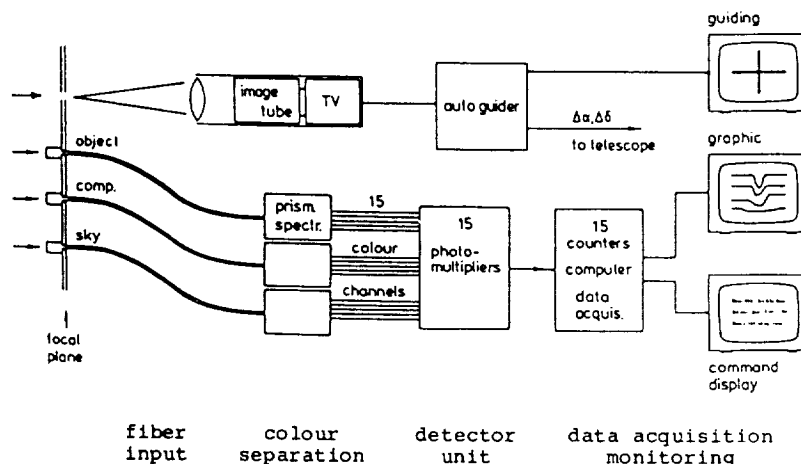 guiding
image
tube
TV
auto guider
Δα,Δδ
to telescope
graphic
object
comp.
sky
prism.
spectr.
15
colour
channels
15
photo-
multipliers
15
counters
computer
data
acquis.
focal
plane
command
display
fiber
input
colour
separation
detector
unit
data acquisition
monitoring